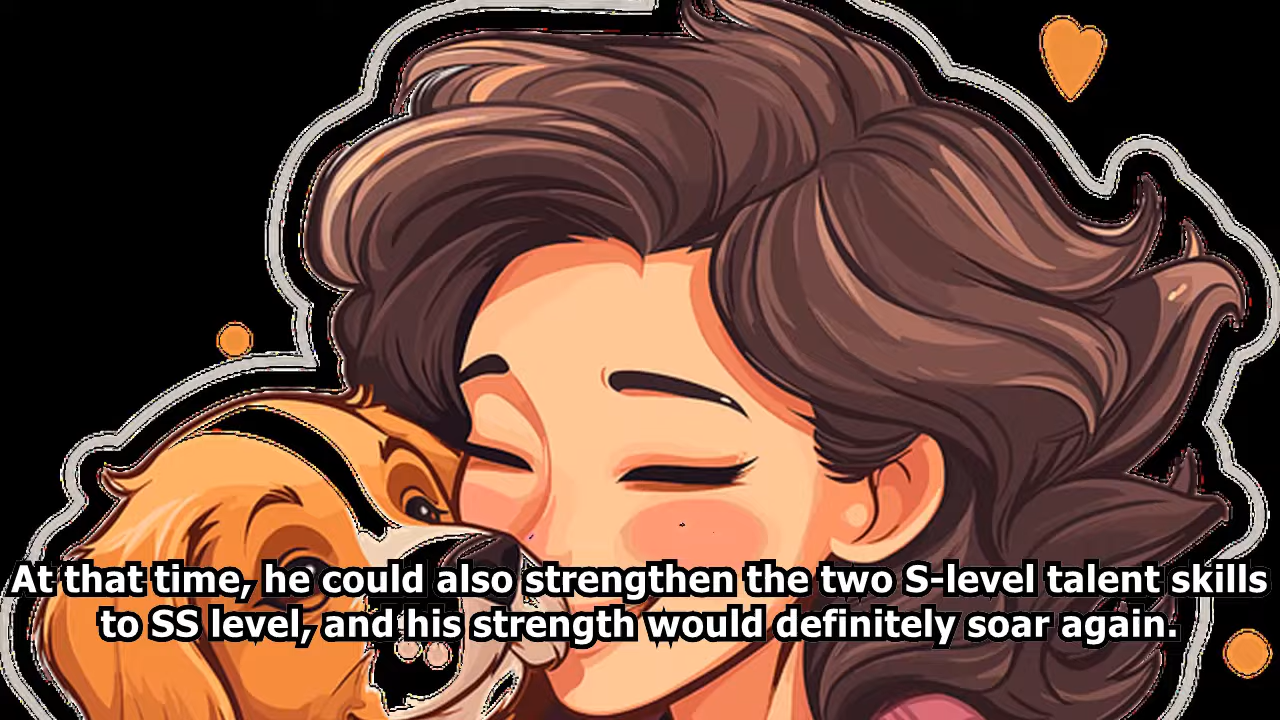 At that time, he could also strengthen the two S-level talent skills
to SS level, and his strength would definitely soar again.